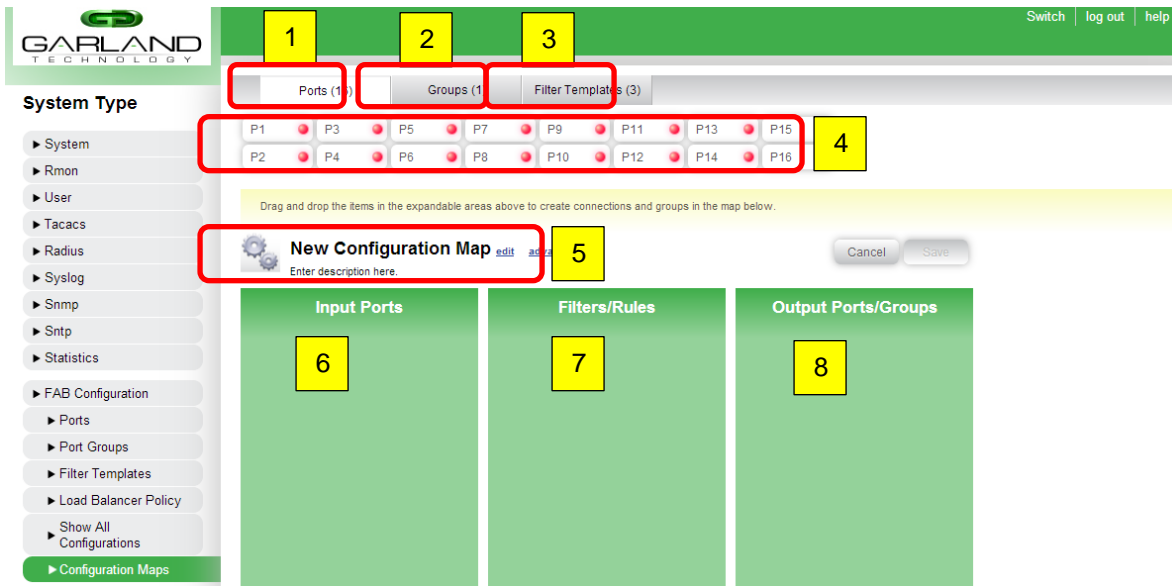 GARLAND
TECHNOLOGY
Switch log out help
1 2 3
System Type
Ports (16) Groups (1 Filter Templates (3)
P1 P3 P5 P7 P9 P11 P13 P15
P2 P4 P6 P8 P10 P12 P14 P16
4
Drag and drop the items in the expandable areas above to create connections and groups in the map below.
New Configuration Map edit
5
Enter description here.
Cancel Save
Input Ports Filters/Rules Output Ports/Groups
6 7 8
System
Rmon
User
Tacacs
Radius
Syslog
Snmp
Sntp
Statistics
FAB Configuration
Ports
Port Groups
Filter Templates
Load Balancer Policy
Show All
Configurations
Configuration Maps